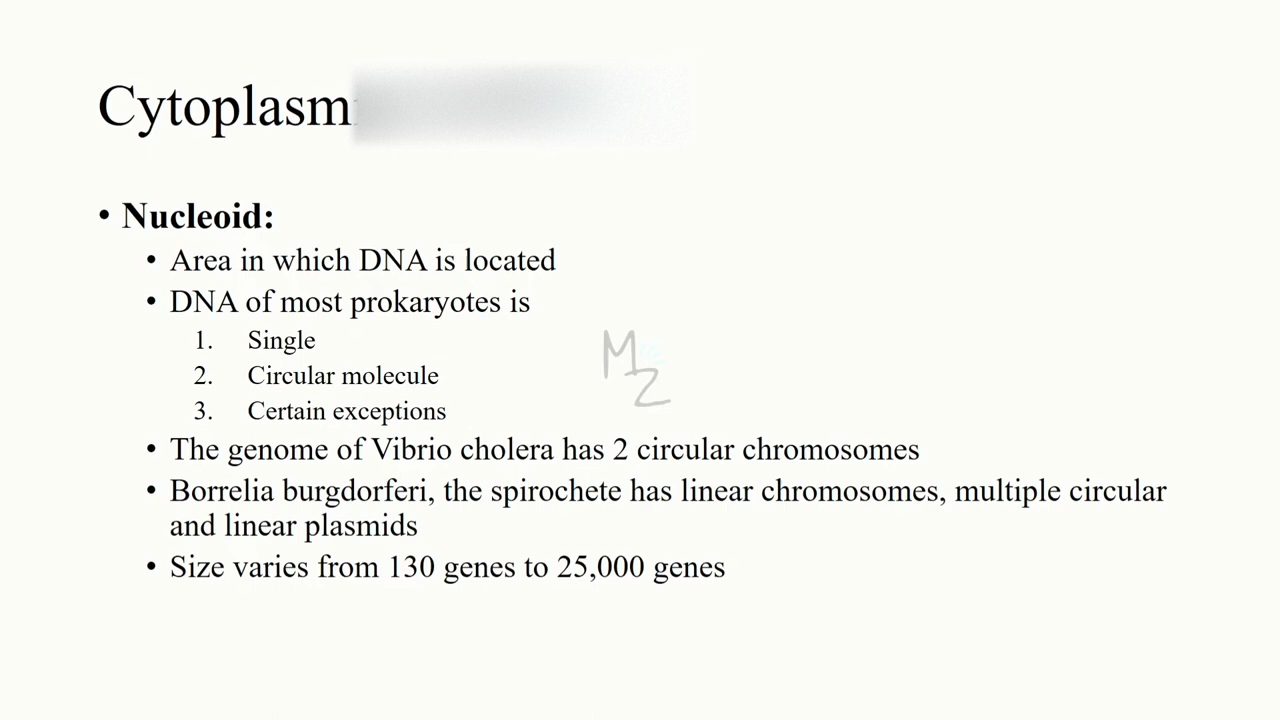 Cytoplasm
• Nucleoid:
• Area in which DNA is located
• DNA of most prokaryotes is
1. Single
2. Circular molecule
3. Certain exceptions
M
Z
• The genome of Vibrio cholera has 2 circular chromosomes
• Borrelia burgdorferi, the spirochete has linear chromosomes, multiple circular
and linear plasmids
• Size varies from 130 genes to 25,000 genes